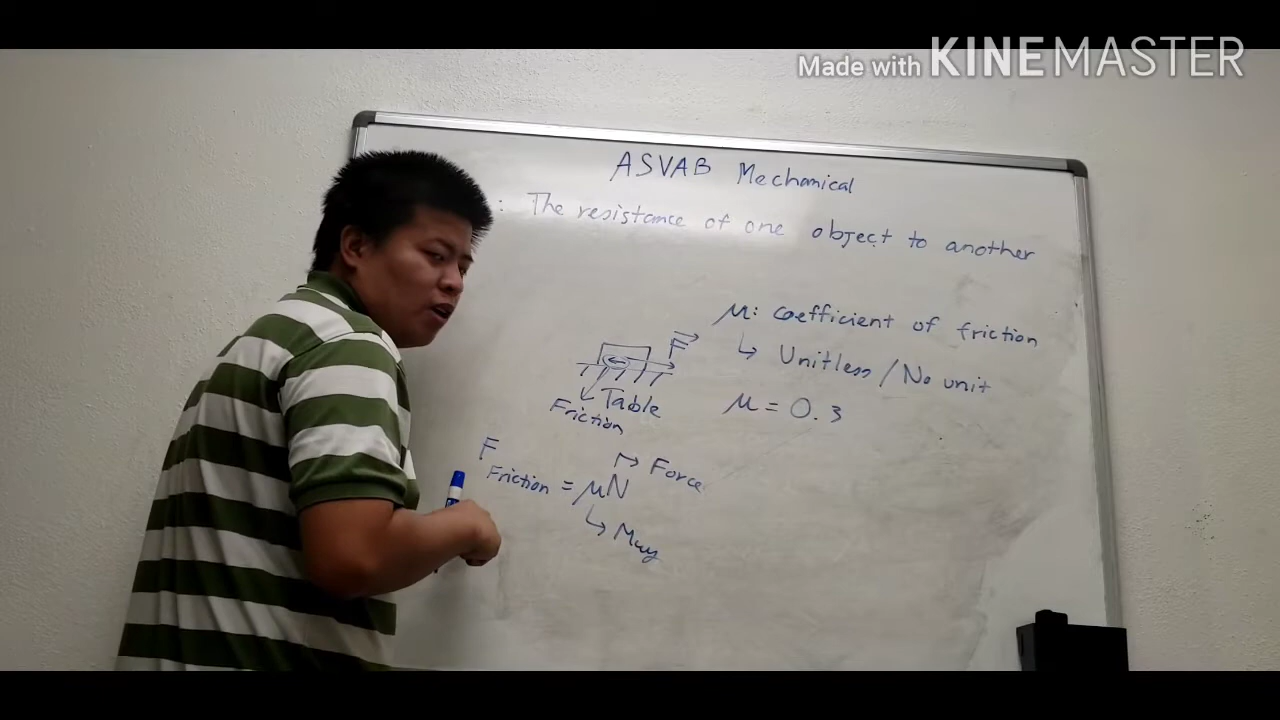 Made with KINEMASTER
ASVAB Mechanical
: The resistance of one object to another
μ: coefficient of friction
↳ Unitless / No unit
F
Table
Friction
μ = 0.3
F Friction = μN
↱ Force
↳ Muy